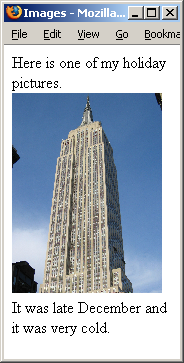 Images - Mozilla...
File Edit View Go Bookma
Here is one of my holiday
pictures.
It was late December and
it was very cold.